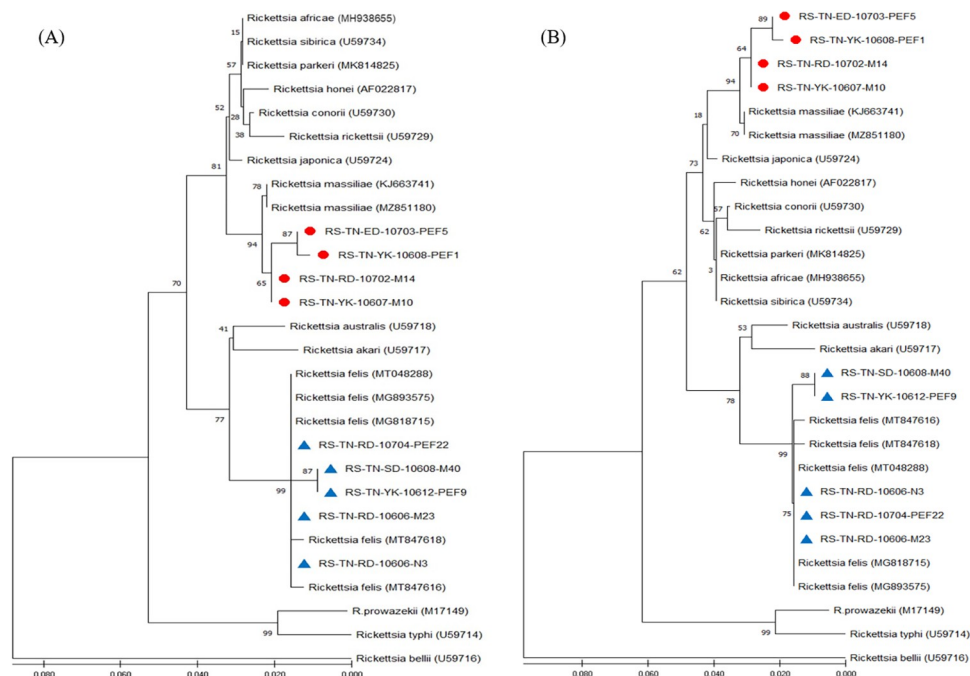 (A)
Rickettsia africae (MH938655)
15
Rickettsia sibirica (U59734)
57
Rickettsia parkeri (MK814825)
Rickettsia honei (AF022817)
52
28
Rickettsia conorii (U59730)
38
Rickettsia rickettsii (U59729)
81
Rickettsia japonica (U59724)
78
Rickettsia massiliae (KJ663741)
Rickettsia massiliae (MZ851180)
94
87
RS-TN-ED-10703-PEF5
RS-TN-YK-10608-PEF1
70
65
RS-TN-RD-10702-M14
RS-TN-YK-10607-M10
41
Rickettsia australis (U59718)
Rickettsia akari (U59717)
77
Rickettsia felis (MT048288)
Rickettsia felis (MG893575)
Rickettsia felis (MG818715)
RS-TN-RD-10704-PEF22
87
RS-TN-SD-10608-M40
99
RS-TN-YK-10612-PEF9
RS-TN-RD-10606-M23
Rickettsia felis (MT847618)
RS-TN-RD-10606-N3
Rickettsia felis (MT847616)
R.prowazekii (M17149)
99
Rickettsia typhi (U59714)
Rickettsia bellii (U59716)
0.080 0.060 0.040 0.020 0.000
(B)
89
RS-TN-ED-10703-PEF5
RS-TN-YK-10608-PEF1
64
RS-TN-RD-10702-M14
94
RS-TN-YK-10607-M10
Rickettsia massiliae (KJ663741)
18
70
Rickettsia massiliae (MZ851180)
73
Rickettsia japonica (U59724)
Rickettsia honei (AF022817)
57
Rickettsia conorii (U59730)
62
Rickettsia rickettsii (U59729)
Rickettsia parkeri (MK814825)
62
3
Rickettsia africae (MH938655)
Rickettsia sibirica (U59734)
53
Rickettsia australis (U59718)
Rickettsia akari (U59717)
78
88
RS-TN-SD-10608-M40
RS-TN-YK-10612-PEF9
Rickettsia felis (MT847616)
99
Rickettsia felis (MT847618)
Rickettsia felis (MT048288)
RS-TN-RD-10606-N3
75
RS-TN-RD-10704-PEF22
RS-TN-RD-10606-M23
Rickettsia felis (MG818715)
Rickettsia felis (MG893575)
R.prowazekii (M17149)
99
Rickettsia typhi (U59714)
Rickettsia bellii (U59716)
0.080 0.060 0.040 0.020 0.000